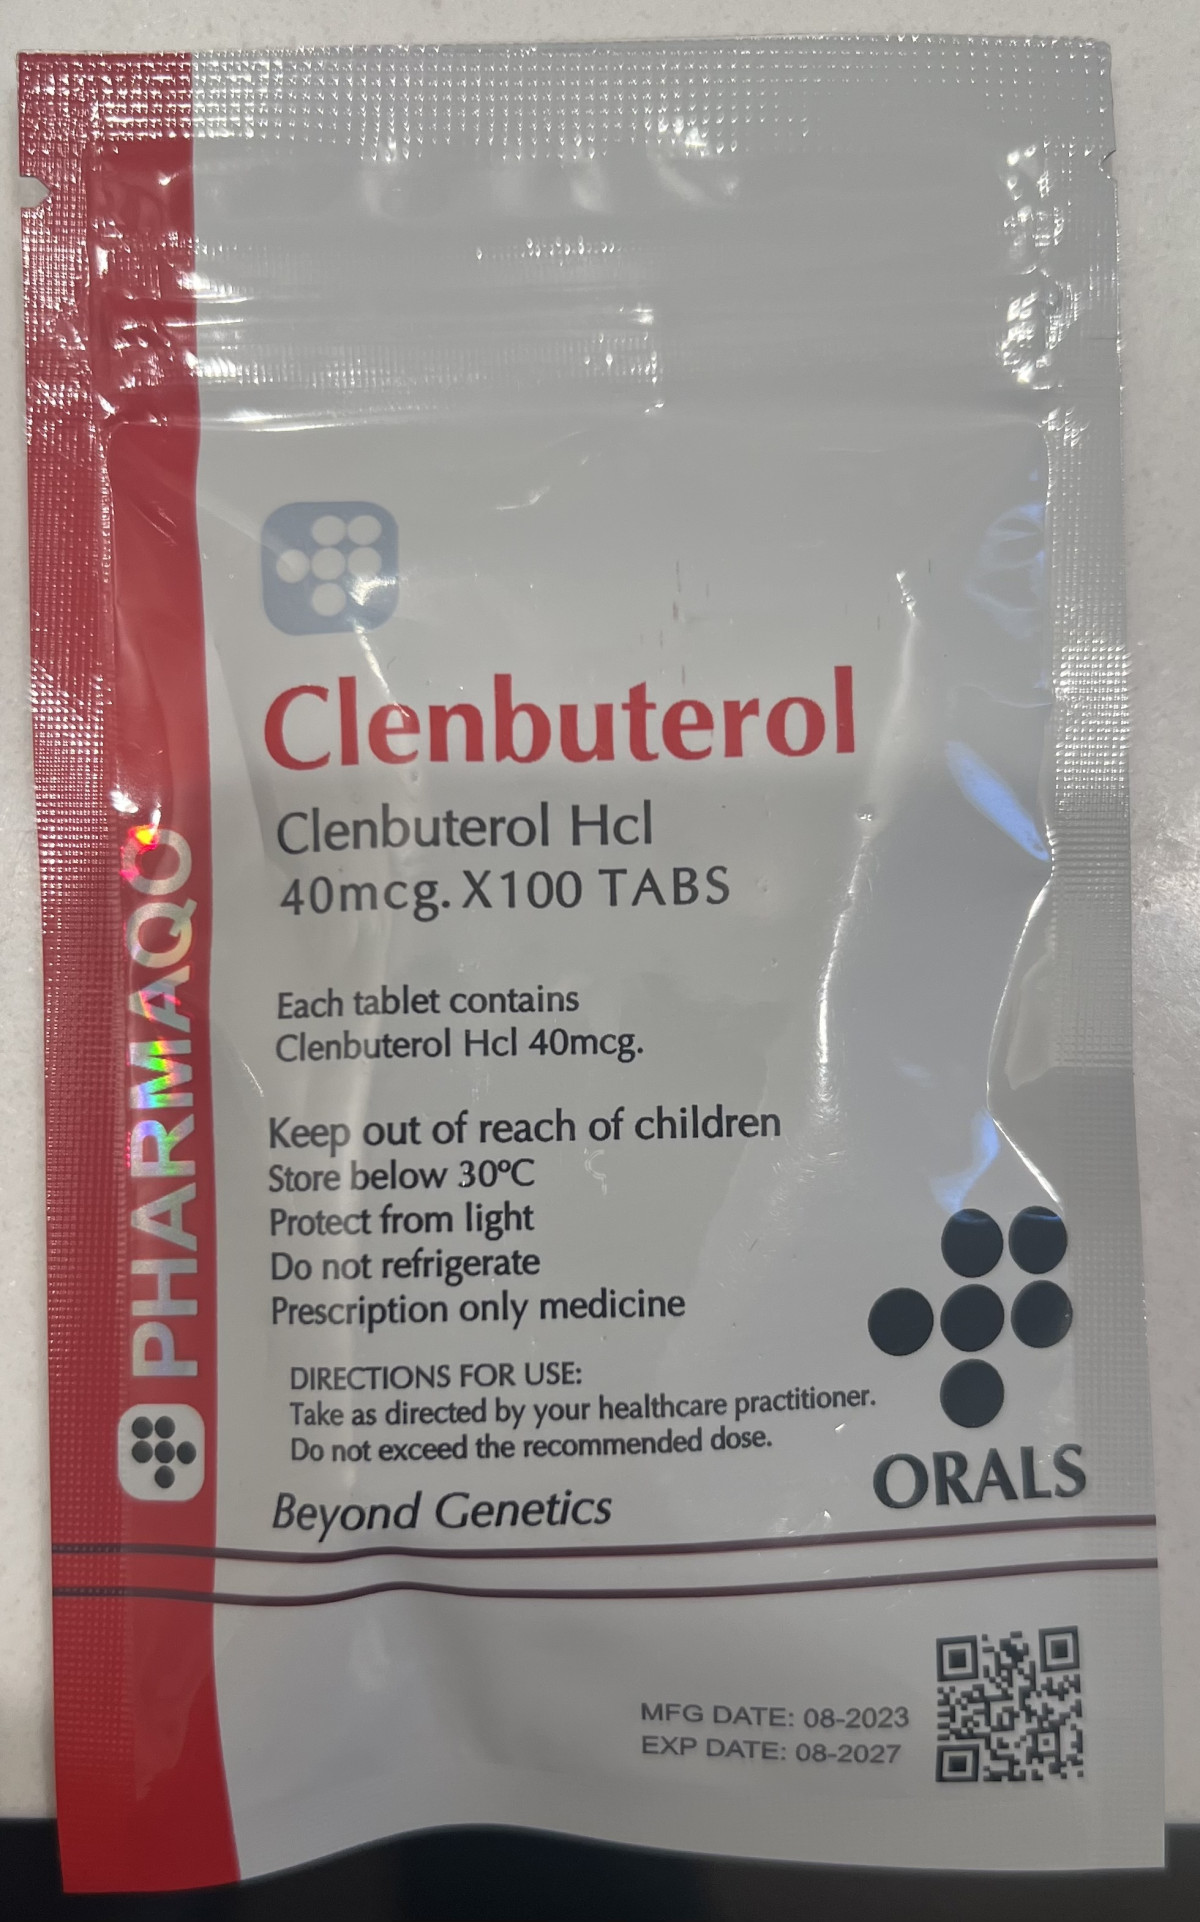 PHARMAQO
Clenbuterol
Clenbuterol Hcl
40mcg. X100 TABS
Each tablet contains
Clenbuterol Hcl 40mcg.
Keep out of reach of children
Store below 30ºC
Protect from light
Do not refrigerate
Prescription only medicine
DIRECTIONS FOR USE:
Take as directed by your healthcare practitioner.
Do not exceed the recommended dose.
Beyond Genetics
ORALS
MFG DATE: 08-2023
EXP DATE: 08-2027